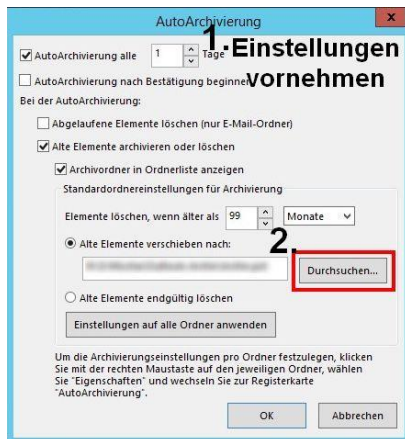 AutoArchivierung
x
1. Einstellungen
vornehmen
AutoArchivierung alle 1 Tage
AutoArchivierung nach Bestätigung beginnen
Bei der AutoArchivierung:
Abgelaufene Elemente löschen (nur E-Mail-Ordner)
Alte Elemente archivieren oder löschen
Archivordner in Ordnerliste anzeigen
Standardordnereinstellungen für Archivierung
Elemente löschen, wenn älter als 99 Monate
2.
Alte Elemente verschieben nach:
Durchsuchen...
Alte Elemente endgültig löschen
Einstellungen auf alle Ordner anwenden
Um die Archivierungseinstellungen pro Ordner festzulegen, klicken
Sie mit der rechten Maustaste auf den jeweiligen Ordner, wählen
Sie "Eigenschaften" und wechseln Sie zur Registerkarte
"AutoArchivierung".
OK Abbrechen